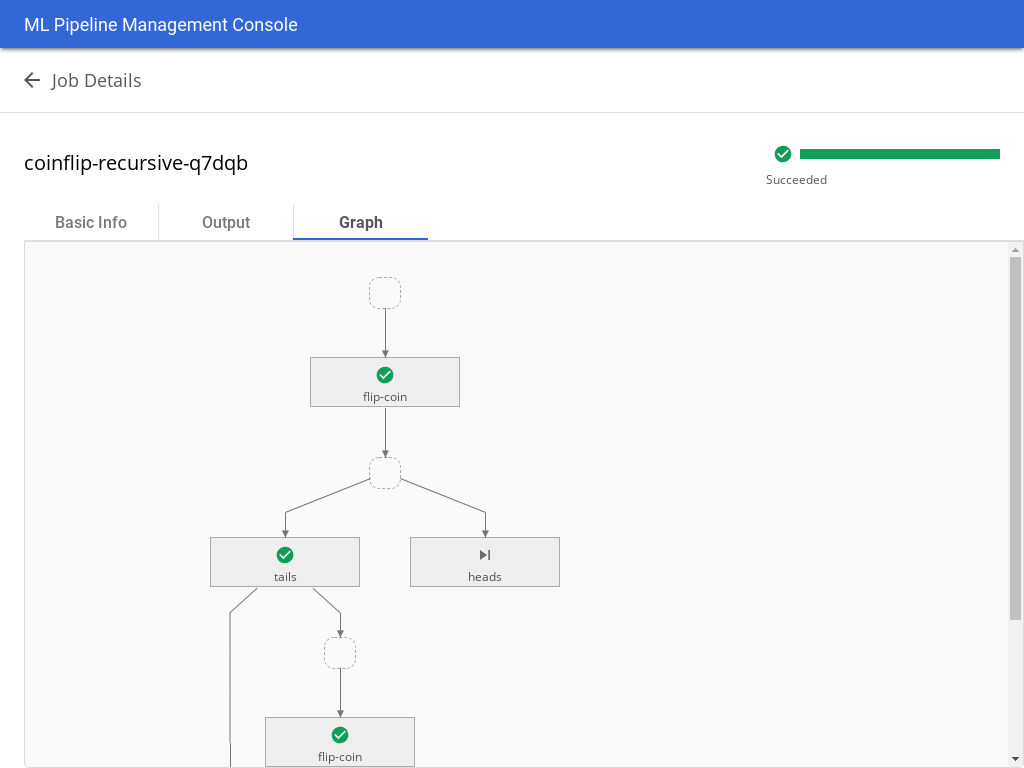 ML Pipeline Management Console
Job Details
coinflip-recursive-q7dqb
Succeeded
Basic Info
Output
Graph
flip-coin
tails
heads
flip-coin